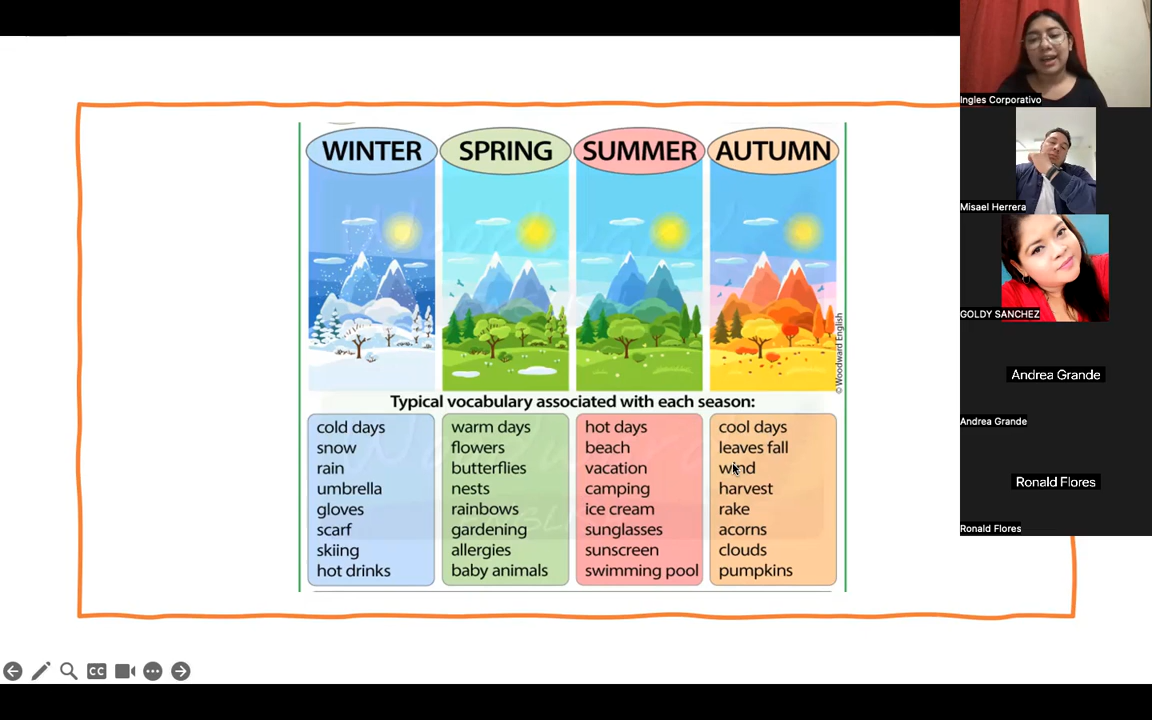 WINTER SPRING SUMMER AUTUMN
© Woodward English
Typical vocabulary associated with each season:
cold days
snow
rain
umbrella
gloves
scarf
skiing
hot drinks
warm days
flowers
butterflies
nests
rainbows
gardening
allergies
baby animals
hot days
beach
vacation
camping
ice cream
sunglasses
sunscreen
swimming pool
cool days
leaves fall
wind
harvest
rake
acorns
clouds
pumpkins
CC
Ingles Corporativo
Misael Herrera
GOLDY SANCHEZ
Andrea Grande
Andrea Grande
Ronald Flores
Ronald Flores